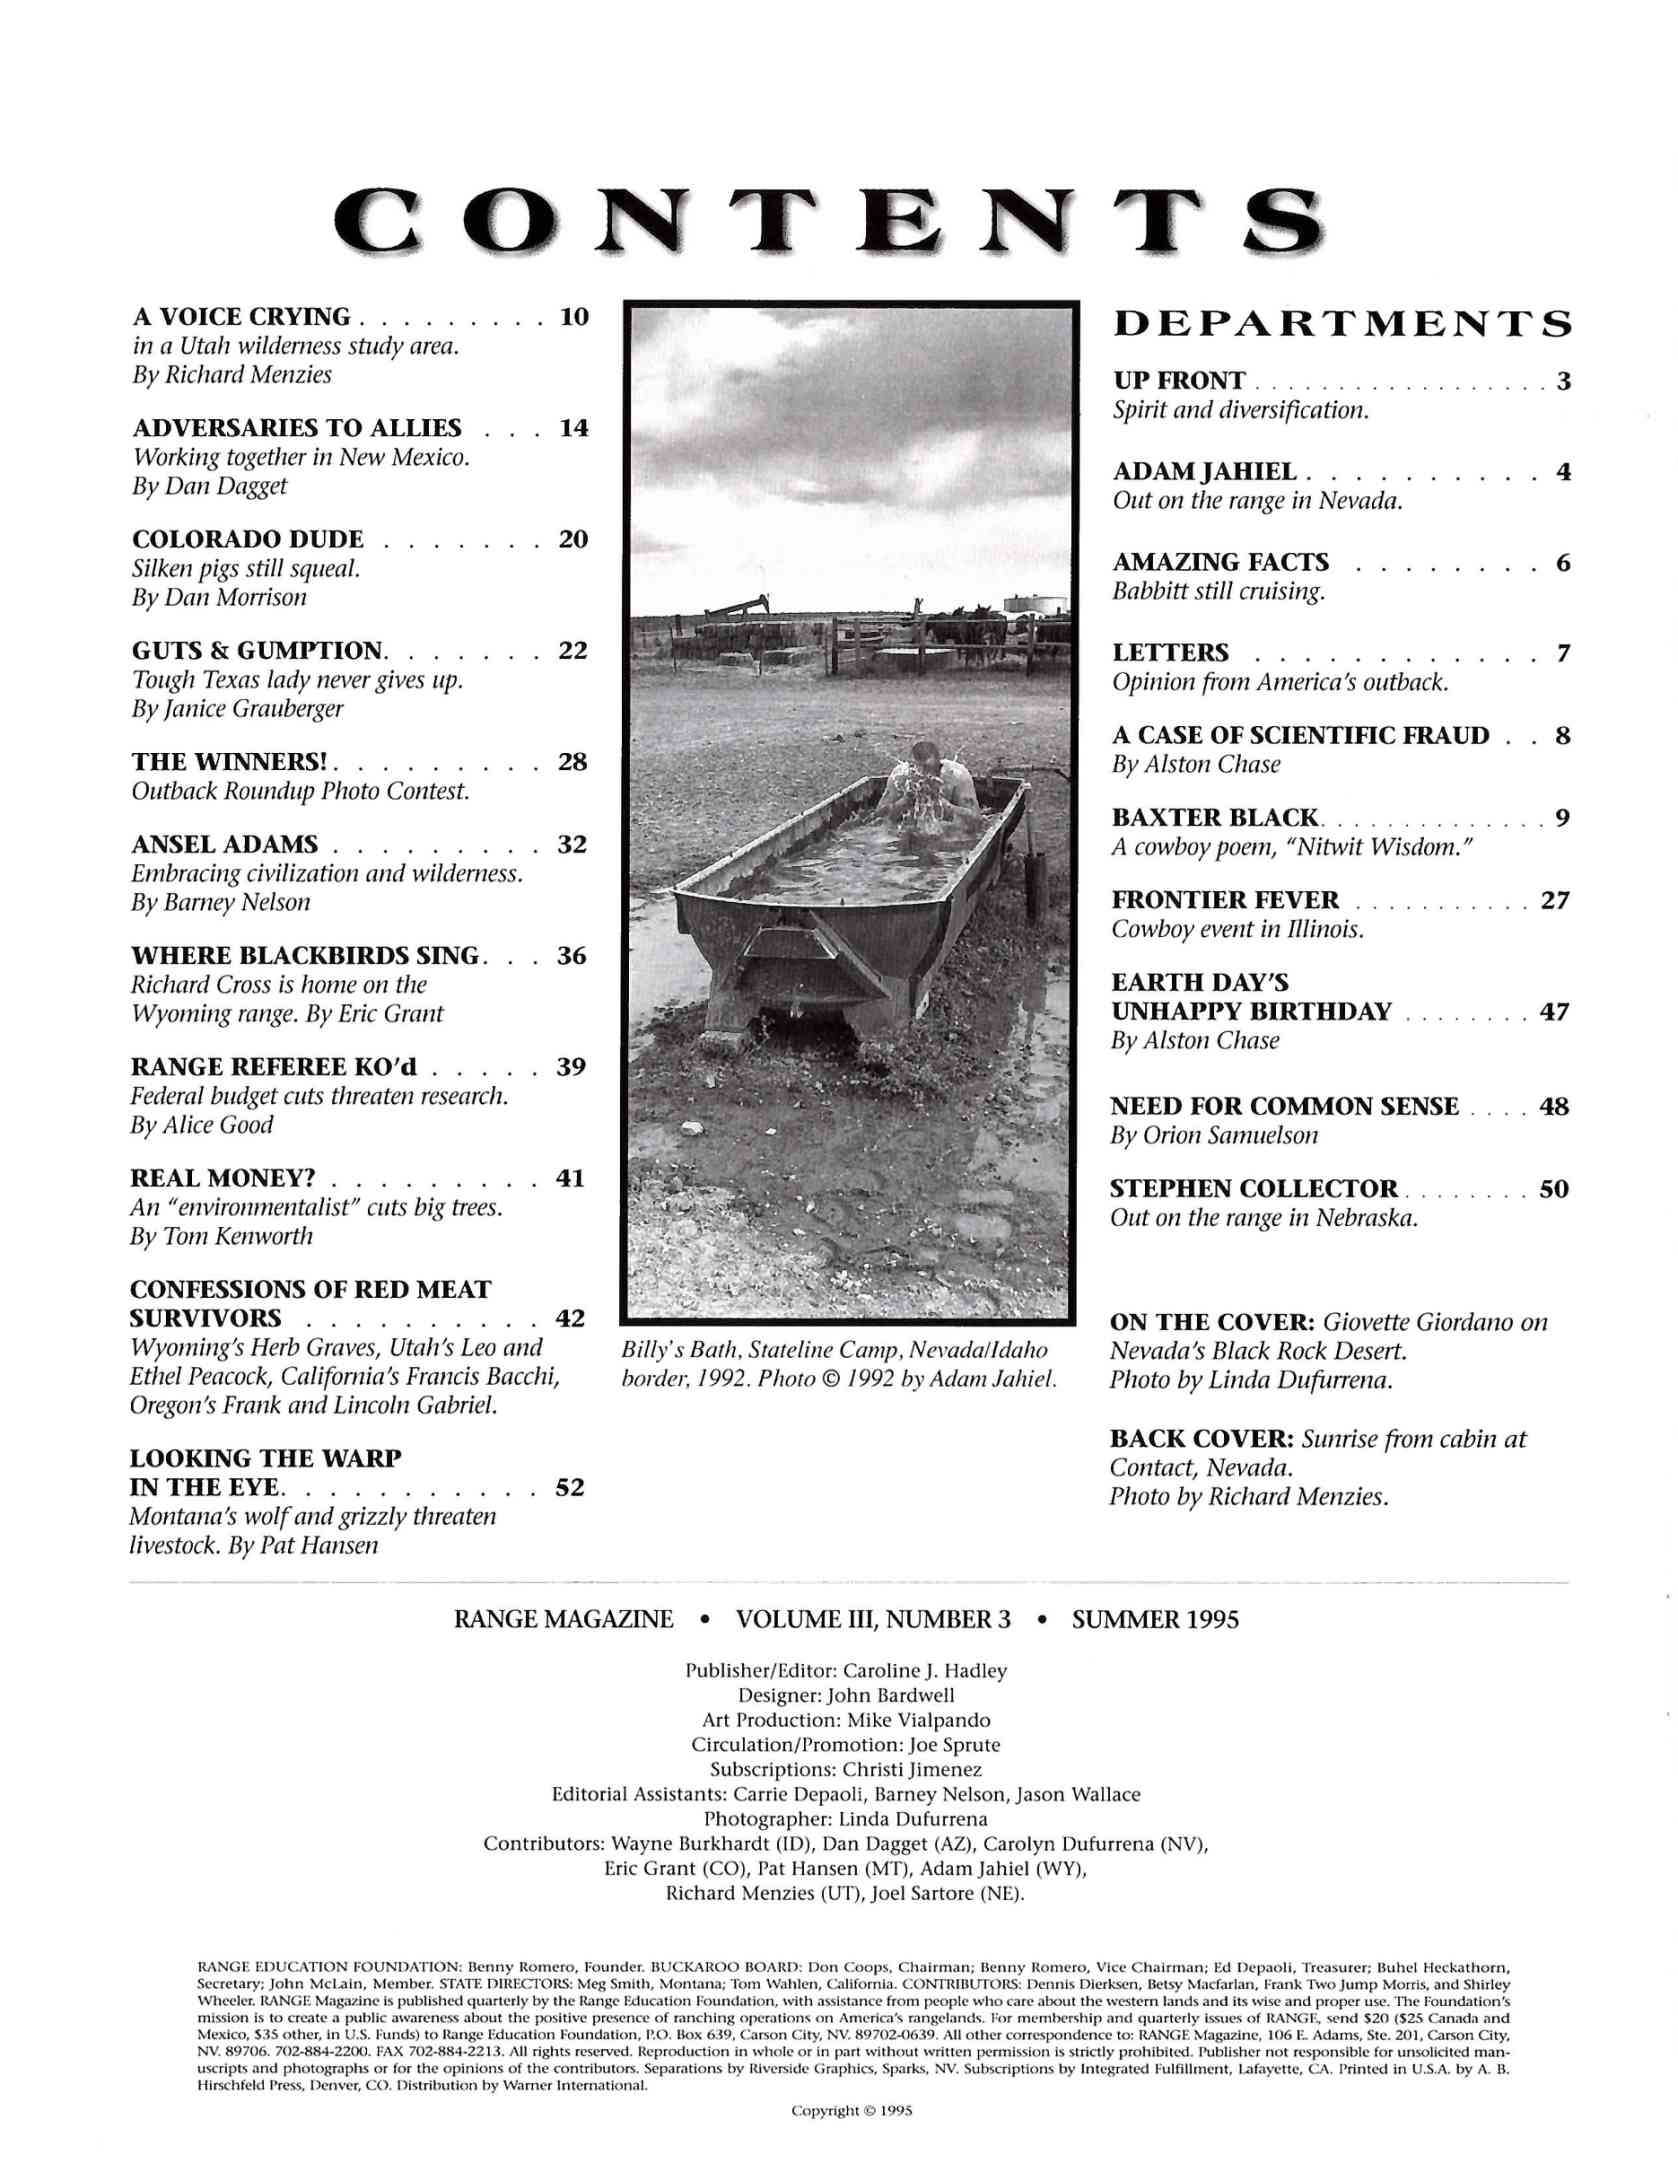 CONTENTS
A VOICE CRYING . . . . . . . . . 10
in a Utah wilderness study area.
By Richard Menzies
ADVERSARIES TO ALLIES . . . 14
Working together in New Mexico.
By Dan Dagget
COLORADO DUDE . . . . . . . 20
Silken pigs still squeal.
By Dan Morrison
GUTS & GUMPTION. . . . . . . 22
Tough Texas lady never gives up.
By Janice Grauberger
THE WINNERS! . . . . . . . . . 28
Outback Roundup Photo Contest.
ANSEL ADAMS . . . . . . . . . 32
Embracing civilization and wilderness.
By Barney Nelson
WHERE BLACKBIRDS SING. . . 36
Richard Cross is home on the
Wyoming range. By Eric Grant
RANGE REFEREE KO'd . . . . . 39
Federal budget cuts threaten research.
By Alice Good
REAL MONEY? . . . . . . . . . 41
An "environmentalist" cuts big trees.
By Tom Kenworth
CONFESSIONS OF RED MEAT
SURVIVORS . . . . . . . . . . 42
Wyoming's Herb Graves, Utah's Leo and
Ethel Peacock, California's Francis Bacchi,
Oregon's Frank and Lincoln Gabriel.
LOOKING THE WARP
IN THE EYE. . . . . . . . . . . 52
Montana's wolf and grizzly threaten
livestock. By Pat Hansen
Billy's Bath, Stateline Camp, Nevada/Idaho
border, 1992. Photo © 1992 by Adam Jahiel.
DEPARTMENTS
UP FRONT . . . . . . . . . . . . . . . . . . 3
Spirit and diversification.
ADAM JAHIEL . . . . . . . . . . 4
Out on the range in Nevada.
AMAZING FACTS . . . . . . . . 6
Babbitt still cruising.
LETTERS . . . . . . . . . . . . 7
Opinion from America's outback.
A CASE OF SCIENTIFIC FRAUD . . 8
By Alston Chase
BAXTER BLACK. . . . . . . . . . . . . . 9
A cowboy poem, "Nitwit Wisdom."
FRONTIER FEVER . . . . . . . . . . . 27
Cowboy event in Illinois.
EARTH DAY'S
UNHAPPY BIRTHDAY . . . . . . . . 47
By Alston Chase
NEED FOR COMMON SENSE . . . . 48
By Orion Samuelson
STEPHEN COLLECTOR . . . . . . . . 50
Out on the range in Nebraska.
ON THE COVER: Giovette Giordano on
Nevada's Black Rock Desert.
Photo by Linda Dufurrena.
BACK COVER: Sunrise from cabin at
Contact, Nevada.
Photo by Richard Menzies.
RANGE MAGAZINE • VOLUME III, NUMBER 3 • SUMMER 1995
Publisher/Editor: Caroline J. Hadley
Designer: John Bardwell
Art Production: Mike Vialpando
Circulation/Promotion: Joe Sprute
Subscriptions: Christi Jimenez
Editorial Assistants: Carrie Depaoli, Barney Nelson, Jason Wallace
Photographer: Linda Dufurrena
Contributors: Wayne Burkhardt (ID), Dan Dagget (AZ), Carolyn Dufurrena (NV),
Eric Grant (CO), Pat Hansen (MT), Adam Jahiel (WY),
Richard Menzies (UT), Joel Sartore (NE).
RANGE EDUCATION FOUNDATION: Benny Romero, Founder. BUCKAROO BOARD: Don Coops, Chairman; Benny Romero, Vice Chairman; Ed Depaoli, Treasurer; Buhel Heckathorn,
Secretary; John McLain, Member. STATE DIRECTORS: Meg Smith, Montana; Tom Wahlen, California. CONTRIBUTORS: Dennis Dierksen, Betsy Macfarlan, Frank Two Jump Morris, and Shirley
Wheeler. RANGE Magazine is published quarterly by the Range Education Foundation, with assistance from people who care about the western lands and its wise and proper use. The Foundation's
mission is to create a public awareness about the positive presence of ranching operations on America's rangelands. For membership and quarterly issues of RANGE, send $20 ($25 Canada and
Mexico, $35 other, in U.S. Funds) to Range Education Foundation, P.O. Box 639, Carson City, NV. 89702-0639. All other correspondence to: RANGE Magazine, 106 E. Adams, Ste. 201, Carson City,
NV. 89706. 702-884-2200. FAX 702-884-2213. All rights reserved. Reproduction in whole or in part without written permission is strictly prohibited. Publisher not responsible for unsolicited man-
uscripts and photographs or for the opinions of the contributors. Separations by Riverside Graphics, Sparks, NV. Subscriptions by Integrated Fulfillment, Lafayette, CA. Printed in U.S.A. by A. B.
Hirschfeld Press, Denver, CO. Distribution by Warner International.
Copyright © 1995